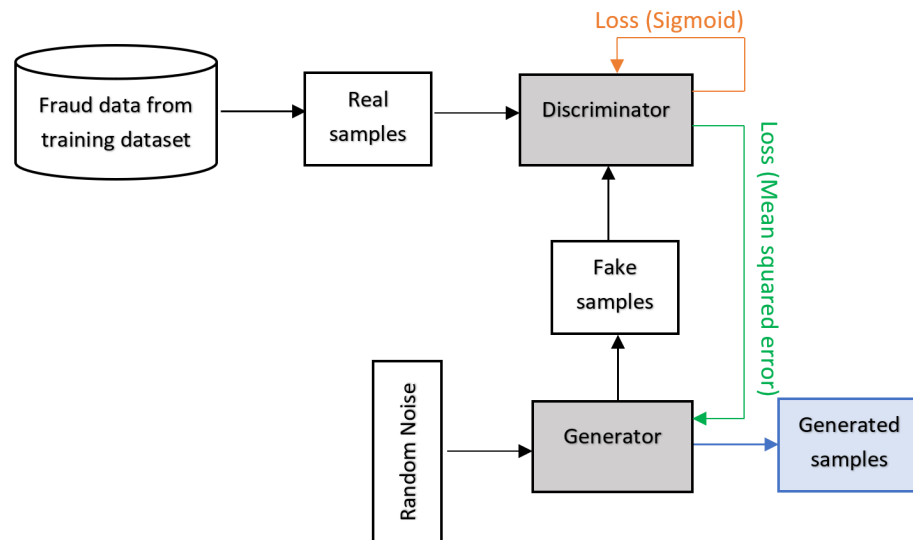 Loss (Sigmoid)
Fraud data from
training dataset
Real
samples
Discriminator
Loss (Mean squared error)
Fake
samples
Random Noise
Generator
Generated
samples